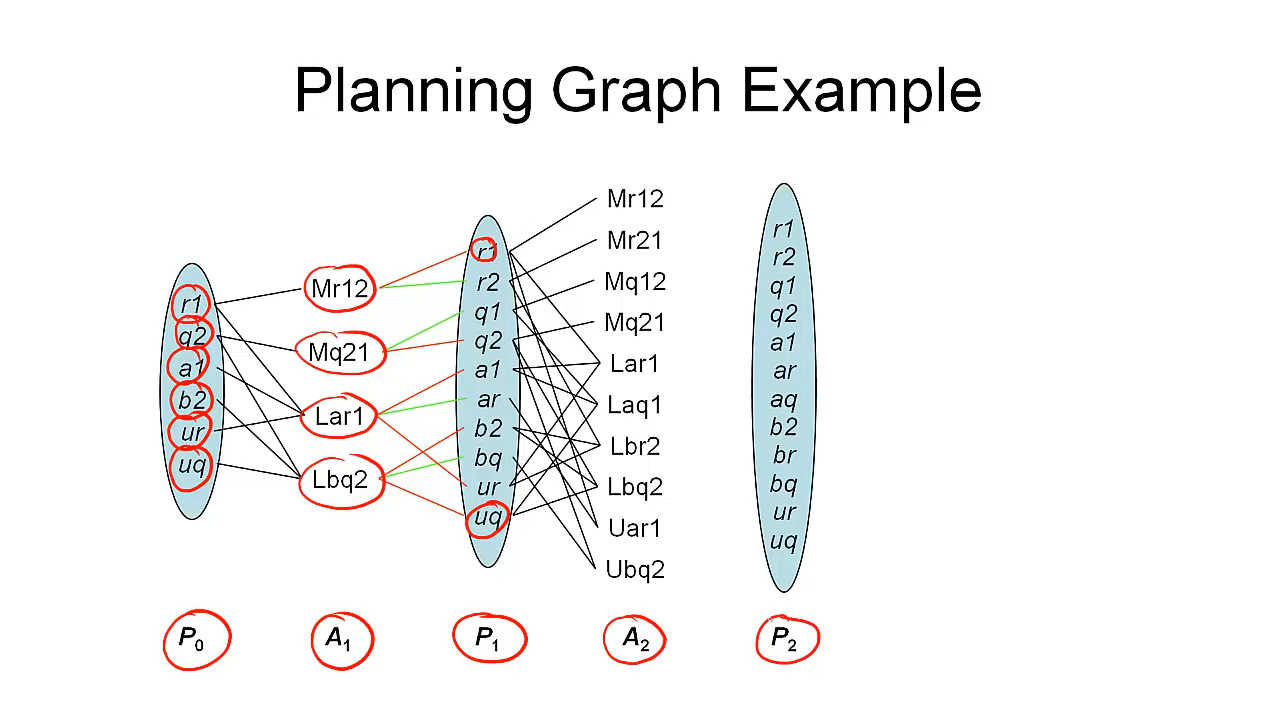 Planning Graph Example
r1
q2
a1
b2
ur
uq
P0
Mr12
Mq21
Lar1
Lbq2
A1
r1
r2
q1
q2
a1
ar
b2
bq
ur
uq
P1
Mr12
Mr21
Mq12
Mq21
Lar1
Laq1
Lbr2
Lbq2
Uar1
Ubq2
A2
r1
r2
q1
q2
a1
ar
aq
b2
br
bq
ur
uq
P2